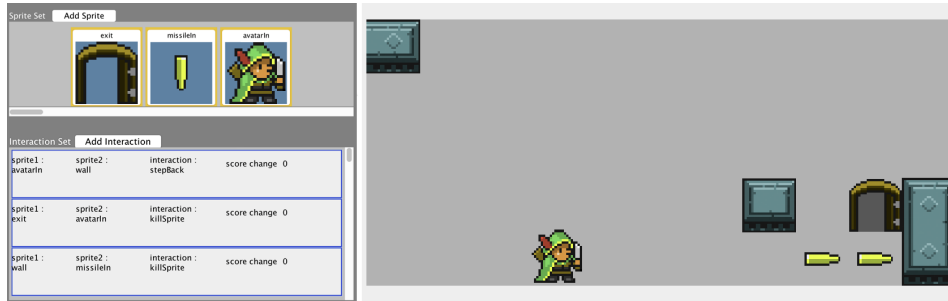 Sprite Set Add Sprite
exit missileIn avatarIn
Interaction Set Add Interaction
sprite1 : sprite2 : interaction : score change 0
avatarIn wall stepBack
sprite1 : sprite2 : interaction : score change 0
exit avatarIn killSprite
sprite1 : sprite2 : interaction : score change 0
wall missileIn killSprite